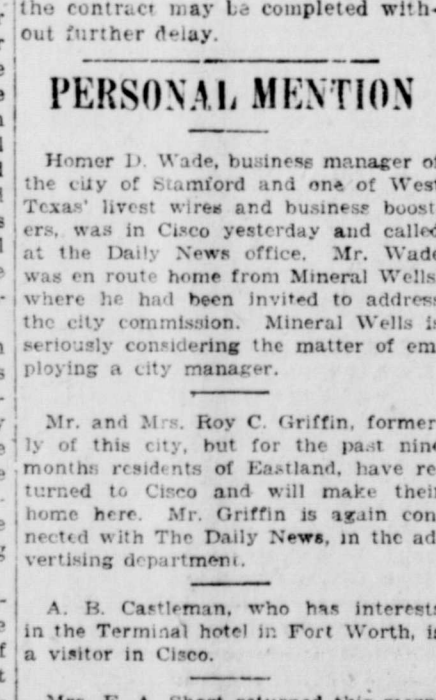 the contract may be completed with-
out further delay.
PERSONAL MENTION
Homer D. Wade, business manager of
the city of Stamford and one of West
Texas' livest wires and business boost-
ers, was in Cisco yesterday and called
at the Daily News office. Mr. Wade
was en route home from Mineral Wells
where he had been invited to address
the city commission. Mineral Wells is
seriously considering the matter of em
ploying a city manager.
Mr. and Mrs. Roy C. Griffin, former
ly of this city, but for the past nine
months residents of Eastland, have re
turned to Cisco and will make their
home here. Mr. Griffin is again con
nected with The Daily News, in the ad
vertising department.
A. B. Castleman, who has interests
in the Terminal hotel in Fort Worth, is
a visitor in Cisco.